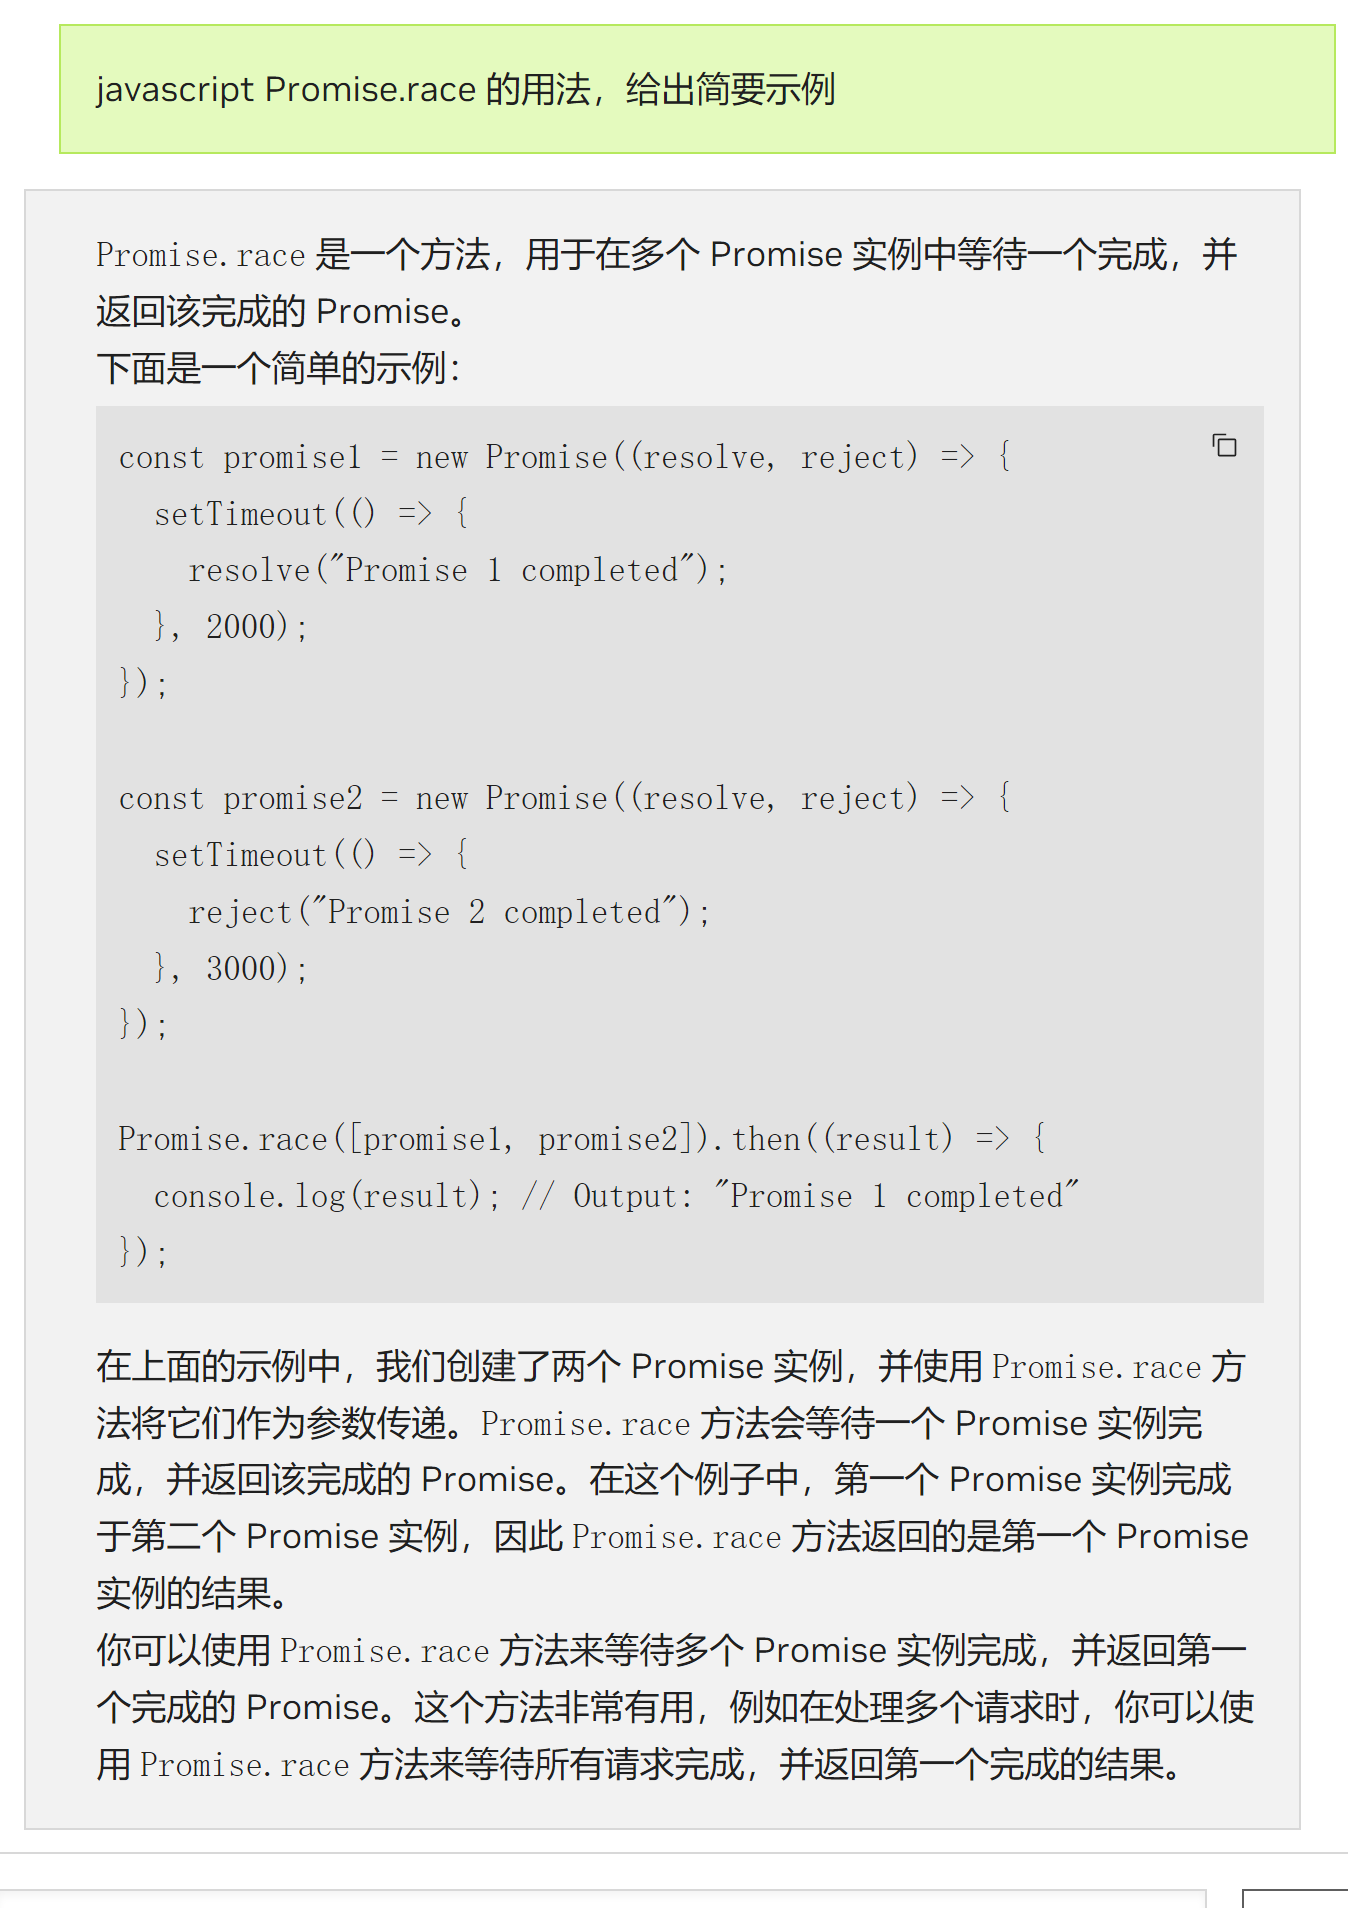 javascript Promise.race 的用法，给出简要示例
Promise.race 是一个方法，用于在多个 Promise 实例中等待一个完成，并
返回该完成的 Promise。
下面是一个简单的示例：
const promise1 = new Promise((resolve, reject) => {
  setTimeout(() => {
    resolve("Promise 1 completed");
  }, 2000);
});
const promise2 = new Promise((resolve, reject) => {
  setTimeout(() => {
    reject("Promise 2 completed");
  }, 3000);
});
Promise.race([promise1, promise2]).then((result) => {
  console.log(result); // Output: "Promise 1 completed"
});
在上面的示例中，我们创建了两个 Promise 实例，并使用 Promise.race 方
法将它们作为参数传递。Promise.race 方法会等待一个 Promise 实例完
成，并返回该完成的 Promise。在这个例子中，第一个 Promise 实例完成
于第二个 Promise 实例，因此 Promise.race 方法返回的是第一个 Promise
实例的结果。
你可以使用 Promise.race 方法来等待多个 Promise 实例完成，并返回第一
个完成的 Promise。这个方法非常有用，例如在处理多个请求时，你可以使
用 Promise.race 方法来等待所有请求完成，并返回第一个完成的结果。